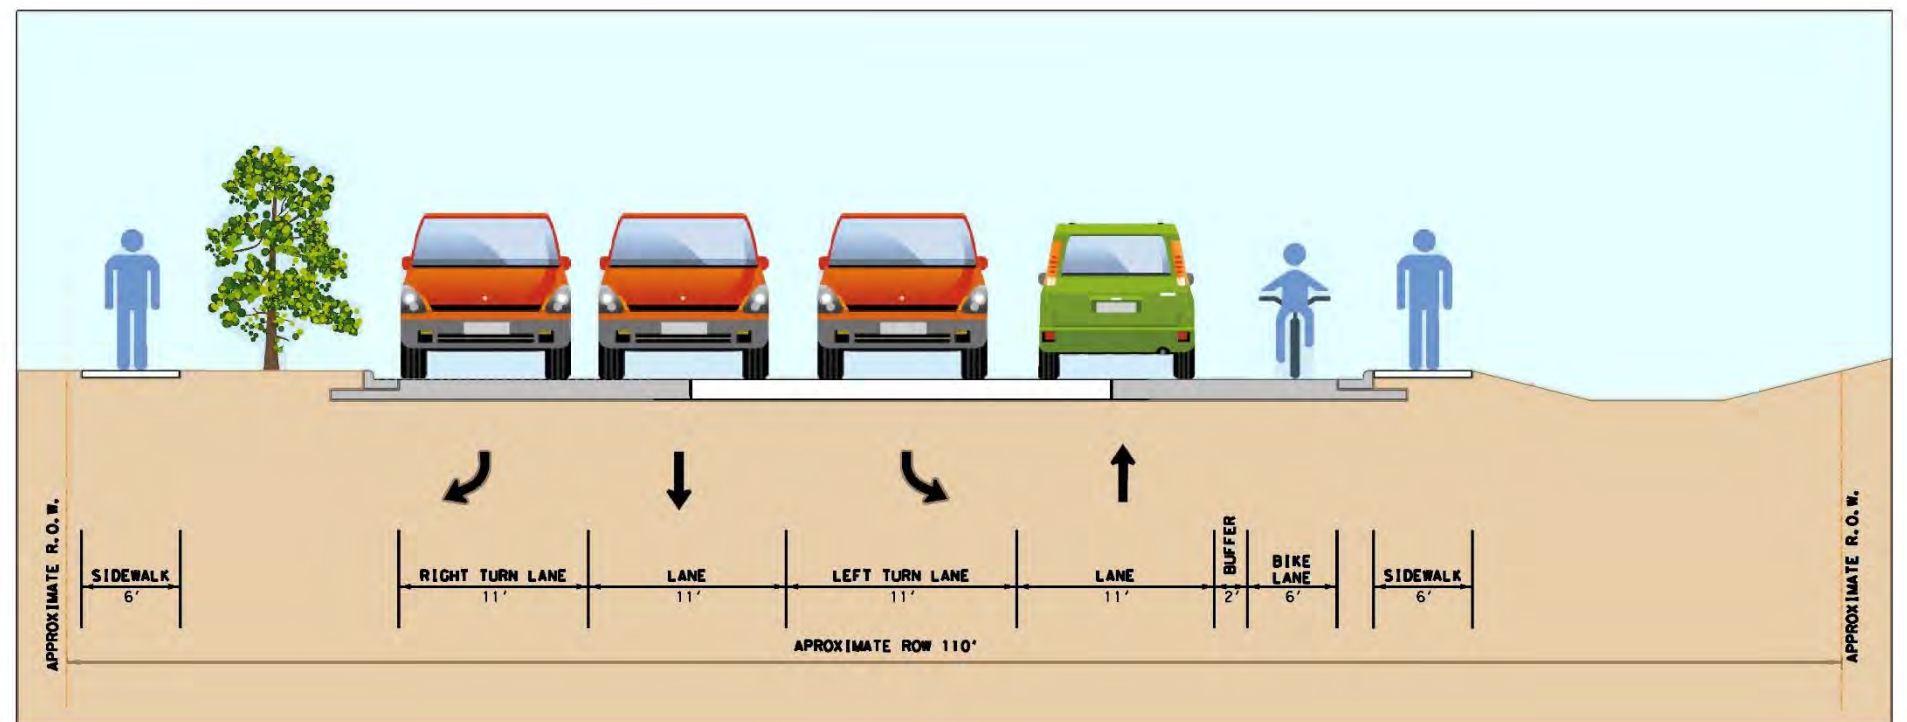 APPROXIMATE R.O.W.
SIDEWALK
6'
RIGHT TURN LANE
11'
LANE
11'
LEFT TURN LANE
11'
LANE
11'
BUFFER
2'
BIKE
LANE
6'
SIDEWALK
6'
APPROXIMATE R.O.W.
APROXIMATE ROW 110'